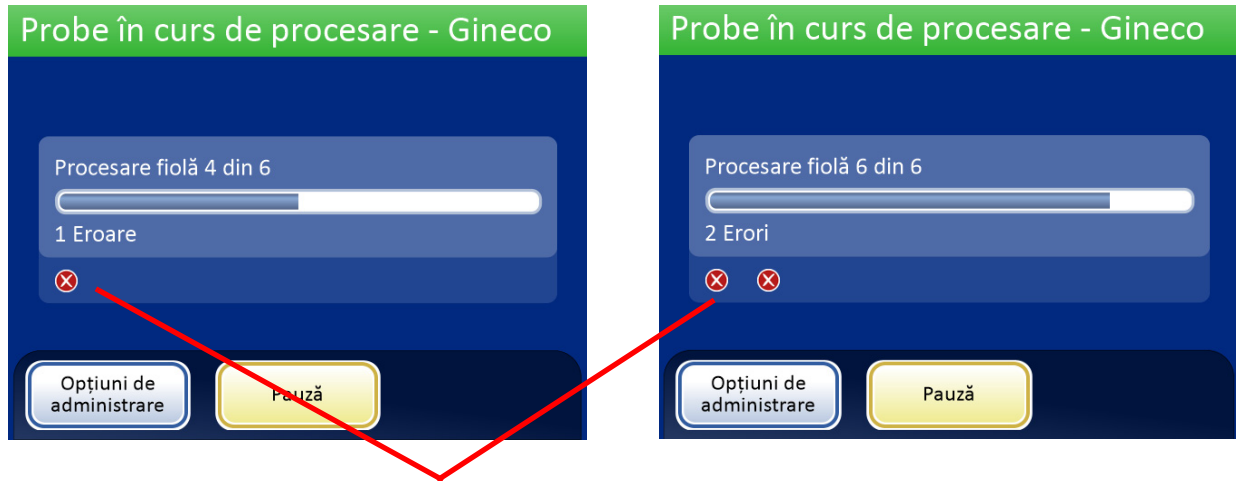 Probe în curs de procesare - Gineco
Procesare fiolă 4 din 6
1 Eroare
Opțiuni de
administrare
Pauză
Probe în curs de procesare - Gineco
Procesare fiolă 6 din 6
2 Erori
Opțiuni de
administrare
Pauză